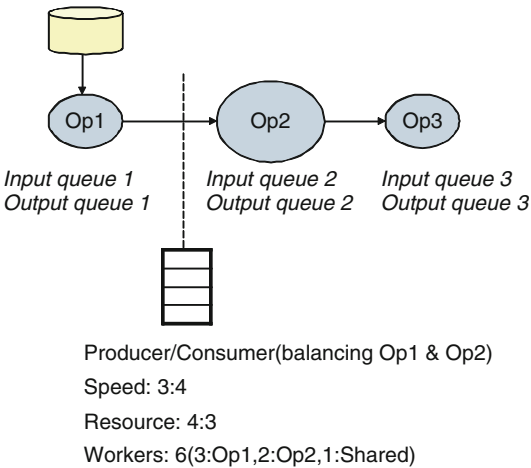 Op1 Op2 Op3
Input queue 1 Input queue 2 Input queue 3
Output queue 1 Output queue 2 Output queue 3
Producer/Consumer(balancing Op1 & Op2)
Speed: 3:4
Resource: 4:3
Workers: 6(3:Op1,2:Op2,1:Shared)